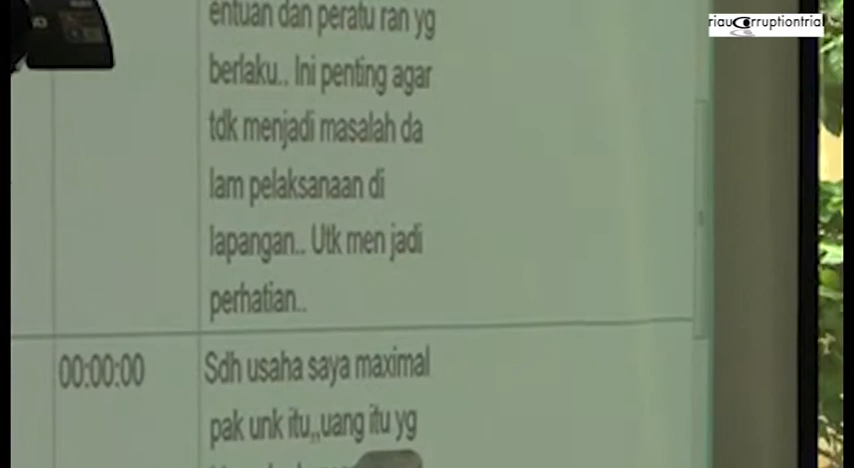 riaucorruptiontrial
entuan dan peratu ran yg
berlaku.. Ini penting agar
tdk menjadi masalah da
lam pelaksanaan di
lapangan.. Utk men jadi
perhatian..
00:00:00
Sdh usaha saya maximal
pak unk itu,,uang itu yg